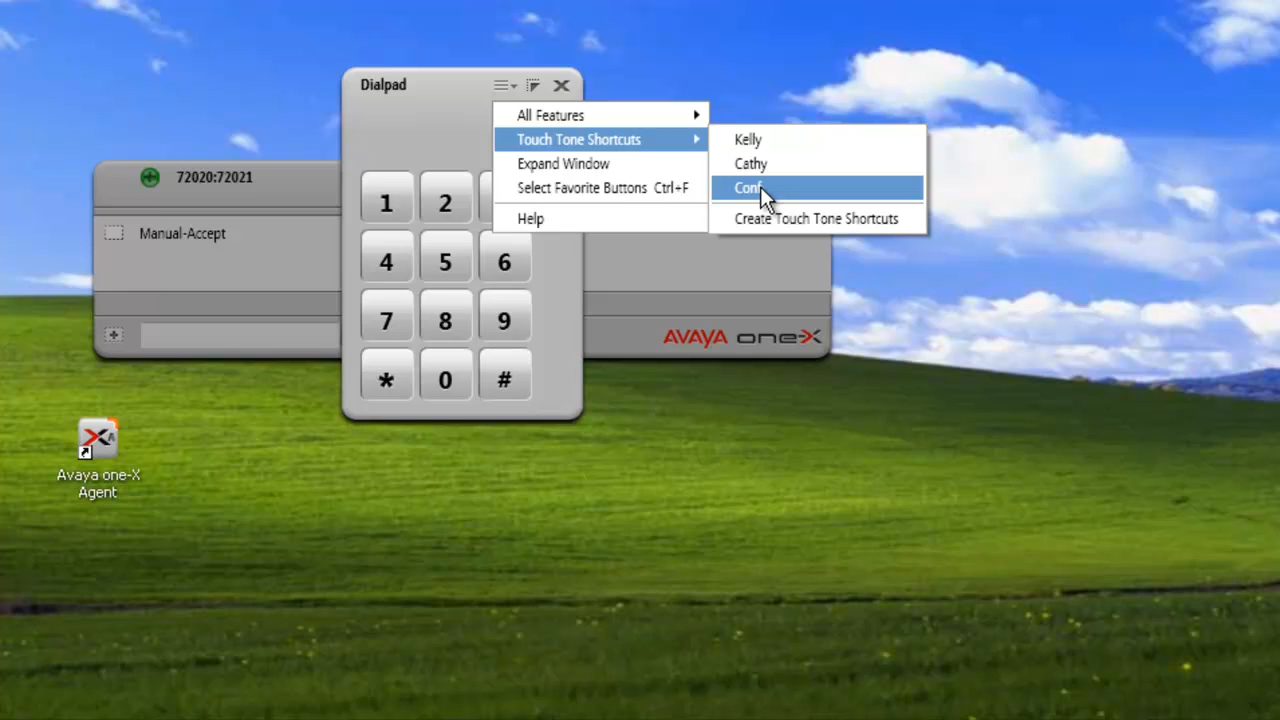 Dialpad
All Features
Touch Tone Shortcuts
Expand Window
Select Favorite Buttons Ctrl+F
Help
Kelly
Cathy
Conf
Create Touch Tone Shortcuts
72020:72021
Manual-Accept
1 2
4 5 6
7 8 9
* 0 #
AVAYA one-X
Avaya one-X
Agent